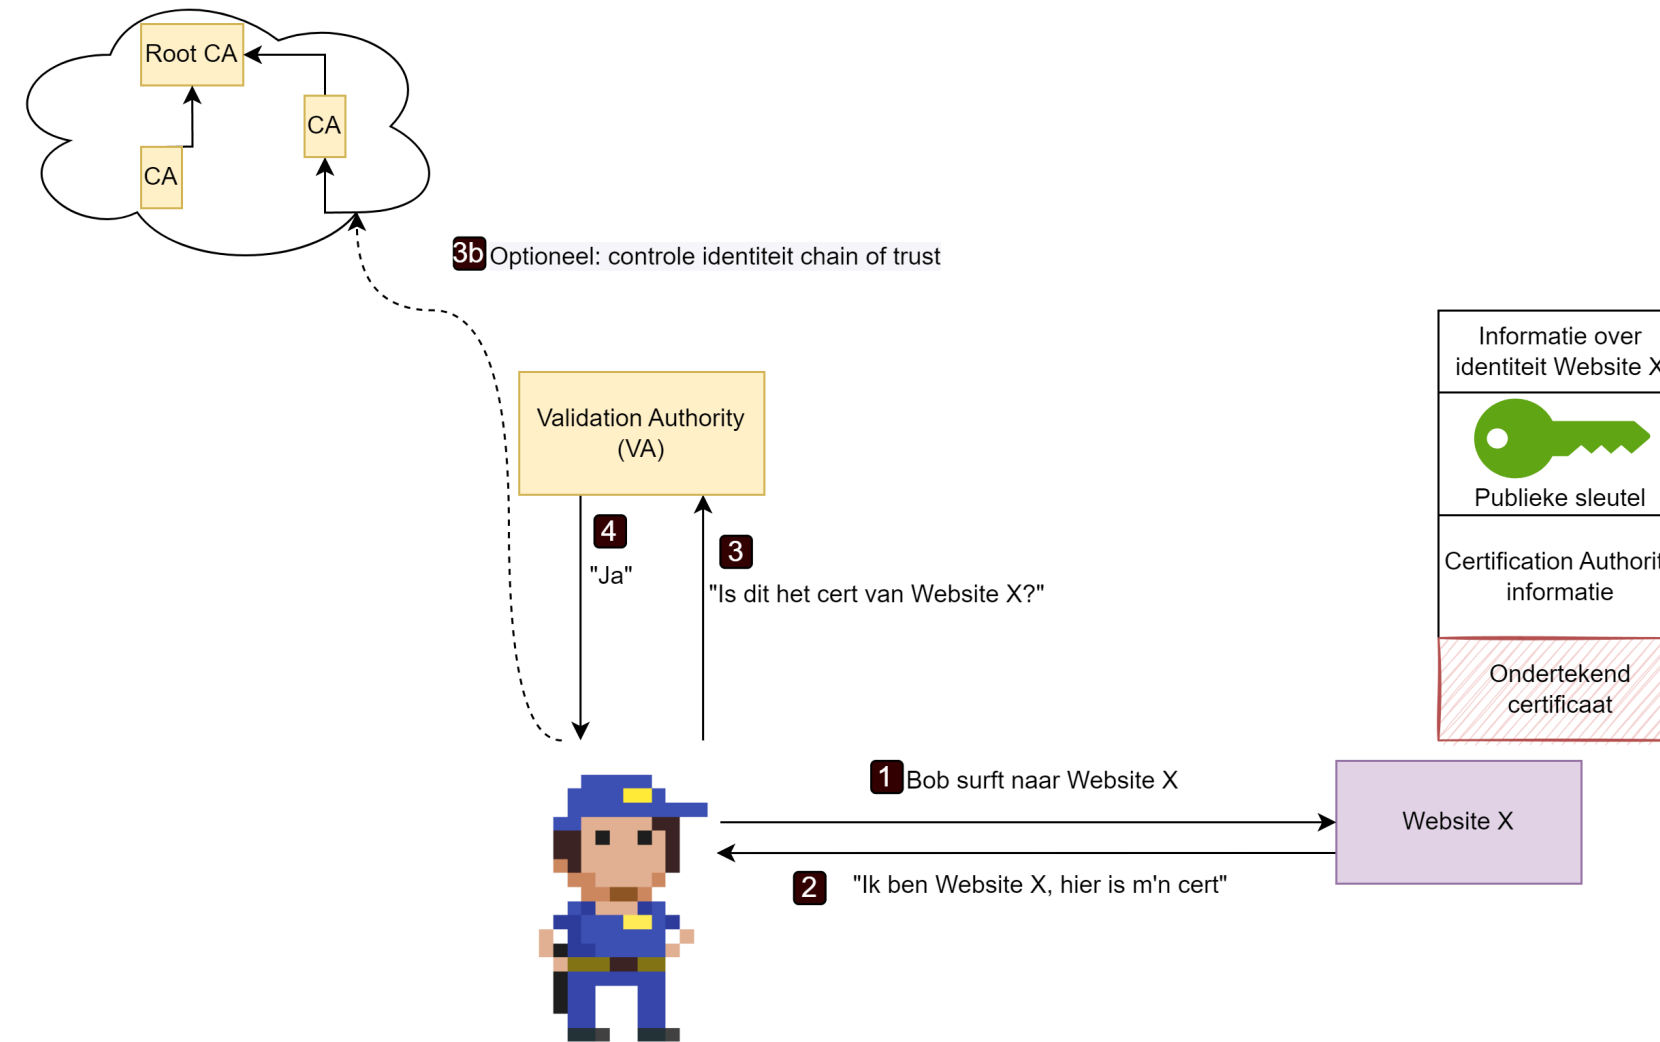 Root CA
CA
CA
3b Optioneel: controle identiteit chain of trust
Informatie over
identiteit Website X
Validation Authority
(VA)
Publieke sleutel
4
"Ja"
3
"Is dit het cert van Website X?"
Certification Authorit
informatie
Ondertekend
certificaat
1 Bob surft naar Website X
Website X
2 "Ik ben Website X, hier is m'n cert"